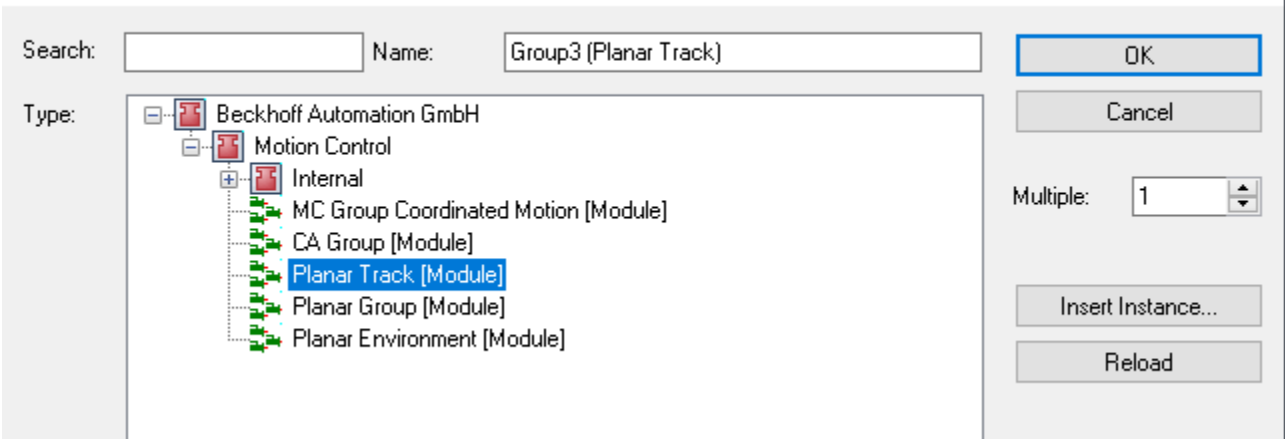 Search: Name: Group3 (Planar Track) OK
Type: Beckhoff Automation GmbH Cancel
Motion Control
Internal
MC Group Coordinated Motion [Module] Multiple: 1
CA Group [Module]
Planar Track [Module]
Planar Group [Module] Insert Instance...
Planar Environment [Module]
Reload